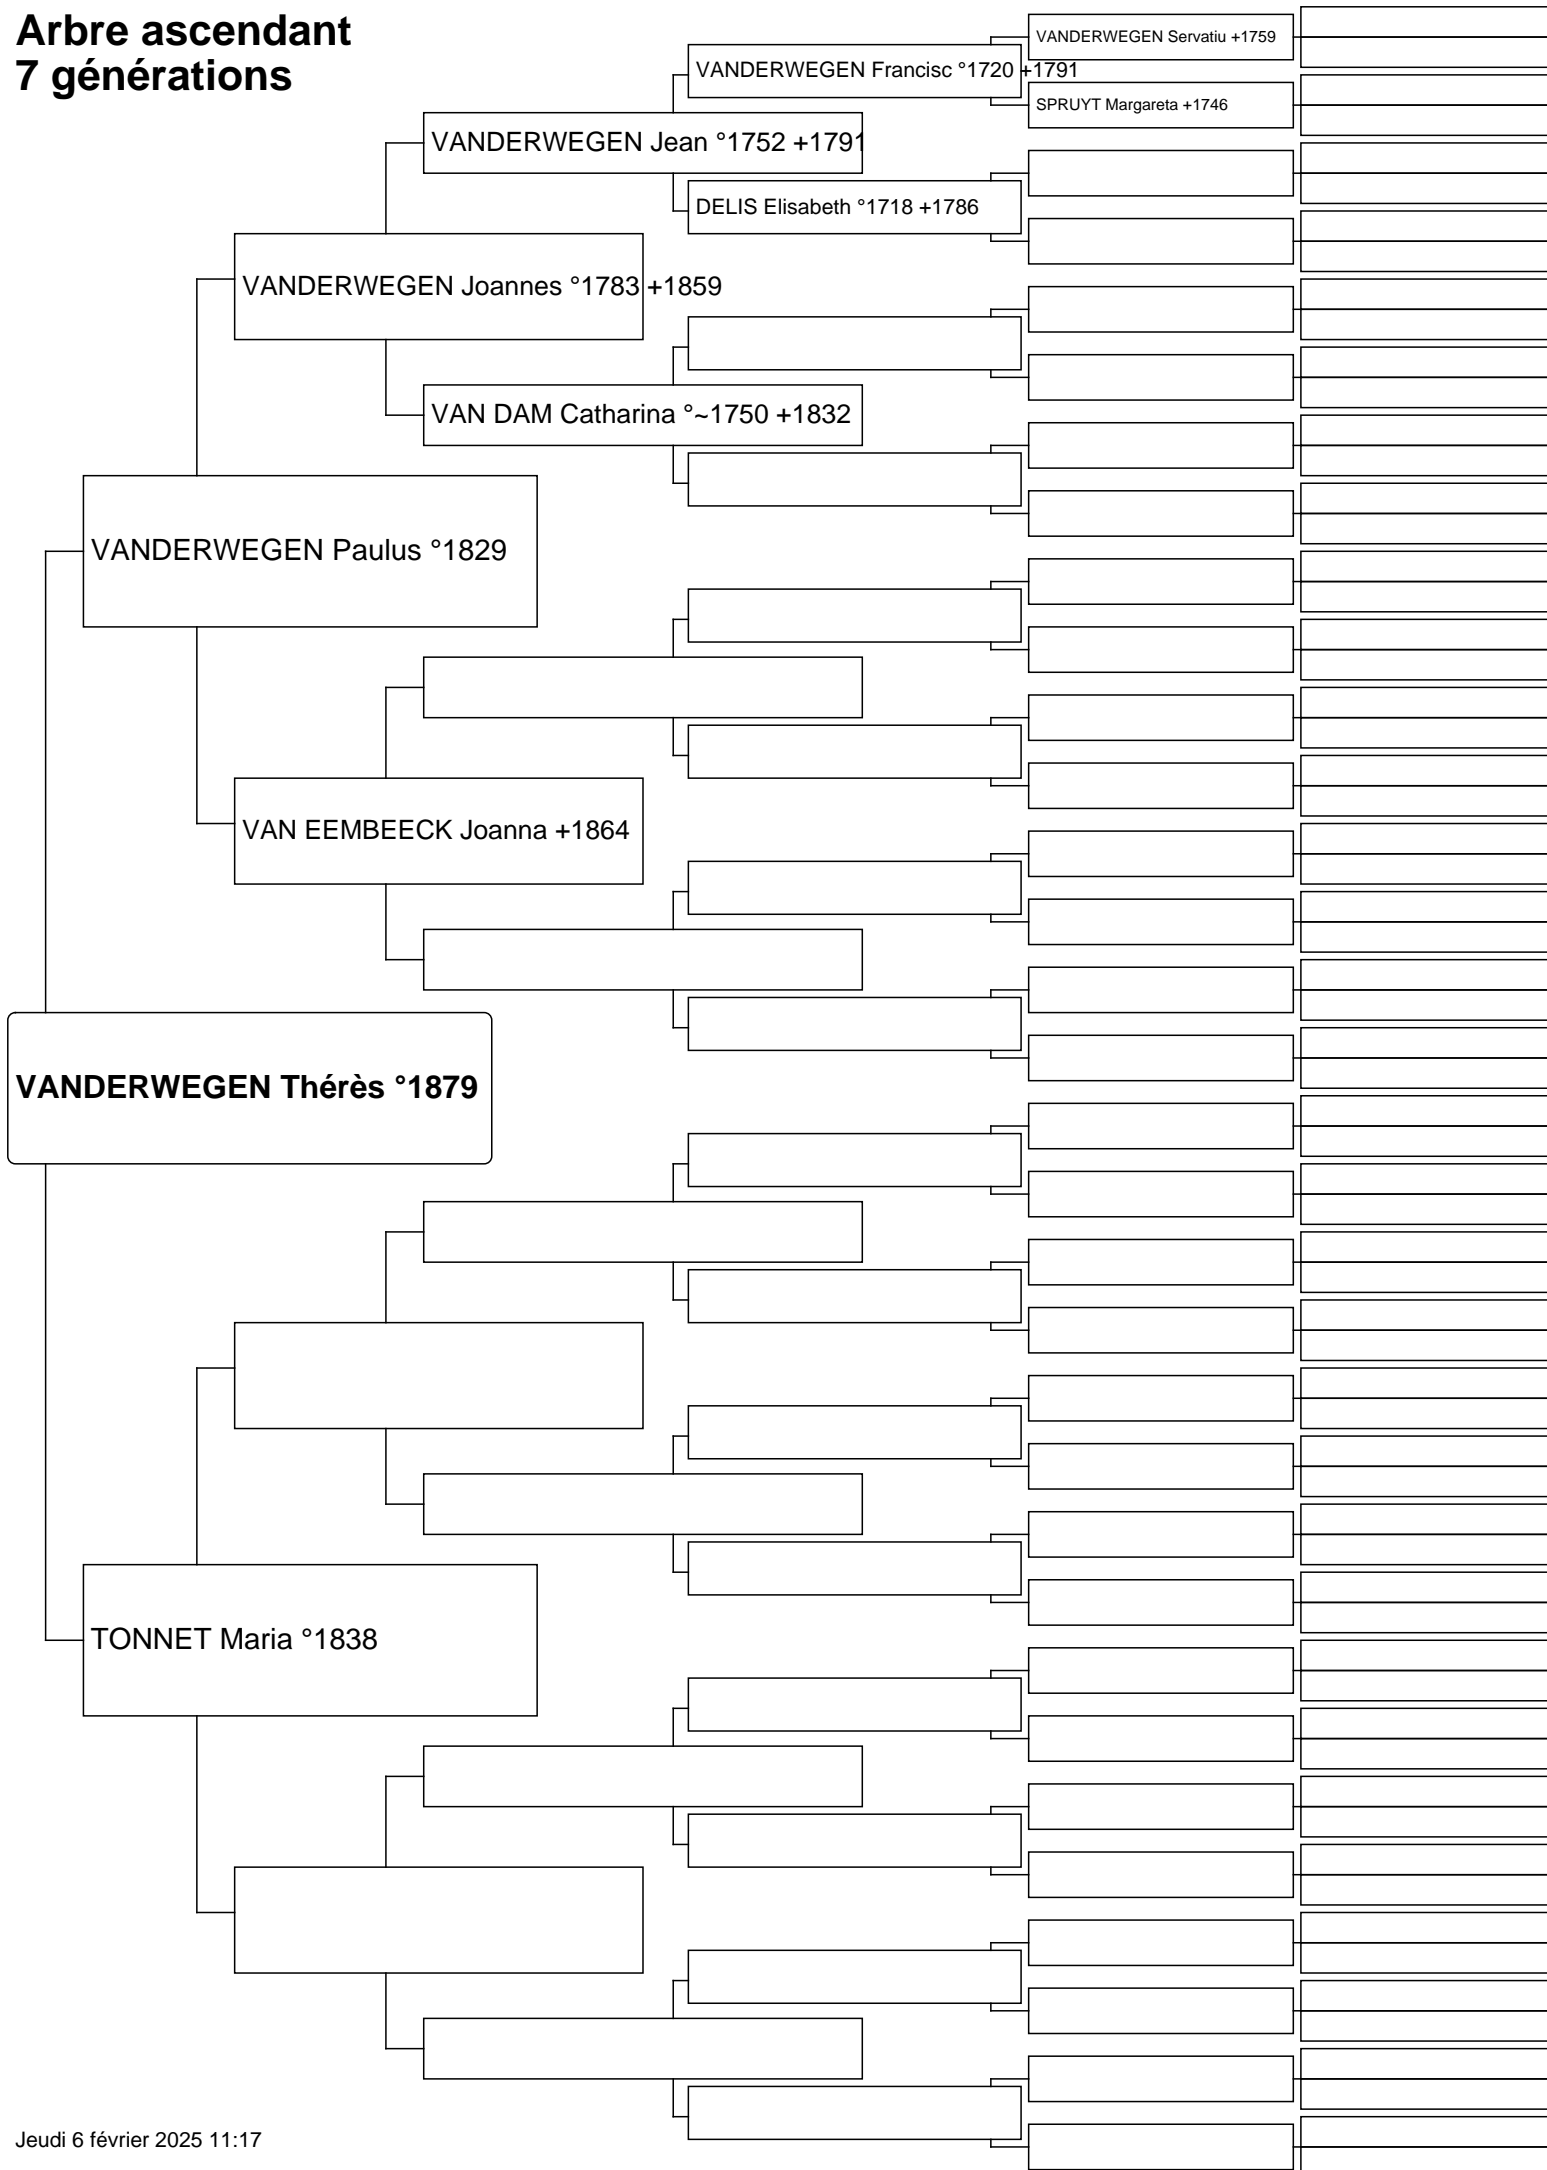 Arbre ascendant
7 générations
VANDERWEGEN Servatiu +1759
VANDERWEGEN Francisc °1720 +1791
SPRUYT Margareta +1746
VANDERWEGEN Jean °1752 +1791
DELIS Elisabeth °1718 +1786
VANDERWEGEN Joannes °1783 +1859
VAN DAM Catharina °~1750 +1832
VANDERWEGEN Paulus °1829
VAN EEMBEECK Joanna +1864
VANDERWEGEN Thérès °1879
TONNET Maria °1838
Jeudi 6 février 2025 11:17